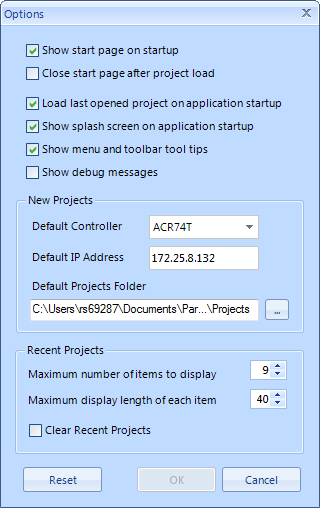 Options
Show start page on startup
Close start page after project load
Load last opened project on application startup
Show splash screen on application startup
Show menu and toolbar tool tips
Show debug messages
New Projects
Default Controller ACR74T
Default IP Address 172.25.8.132
Default Projects Folder
C:\Users\rs69287\Documents\Par...\Projects ...
Recent Projects
Maximum number of items to display 9
Maximum display length of each item 40
Clear Recent Projects
Reset OK Cancel